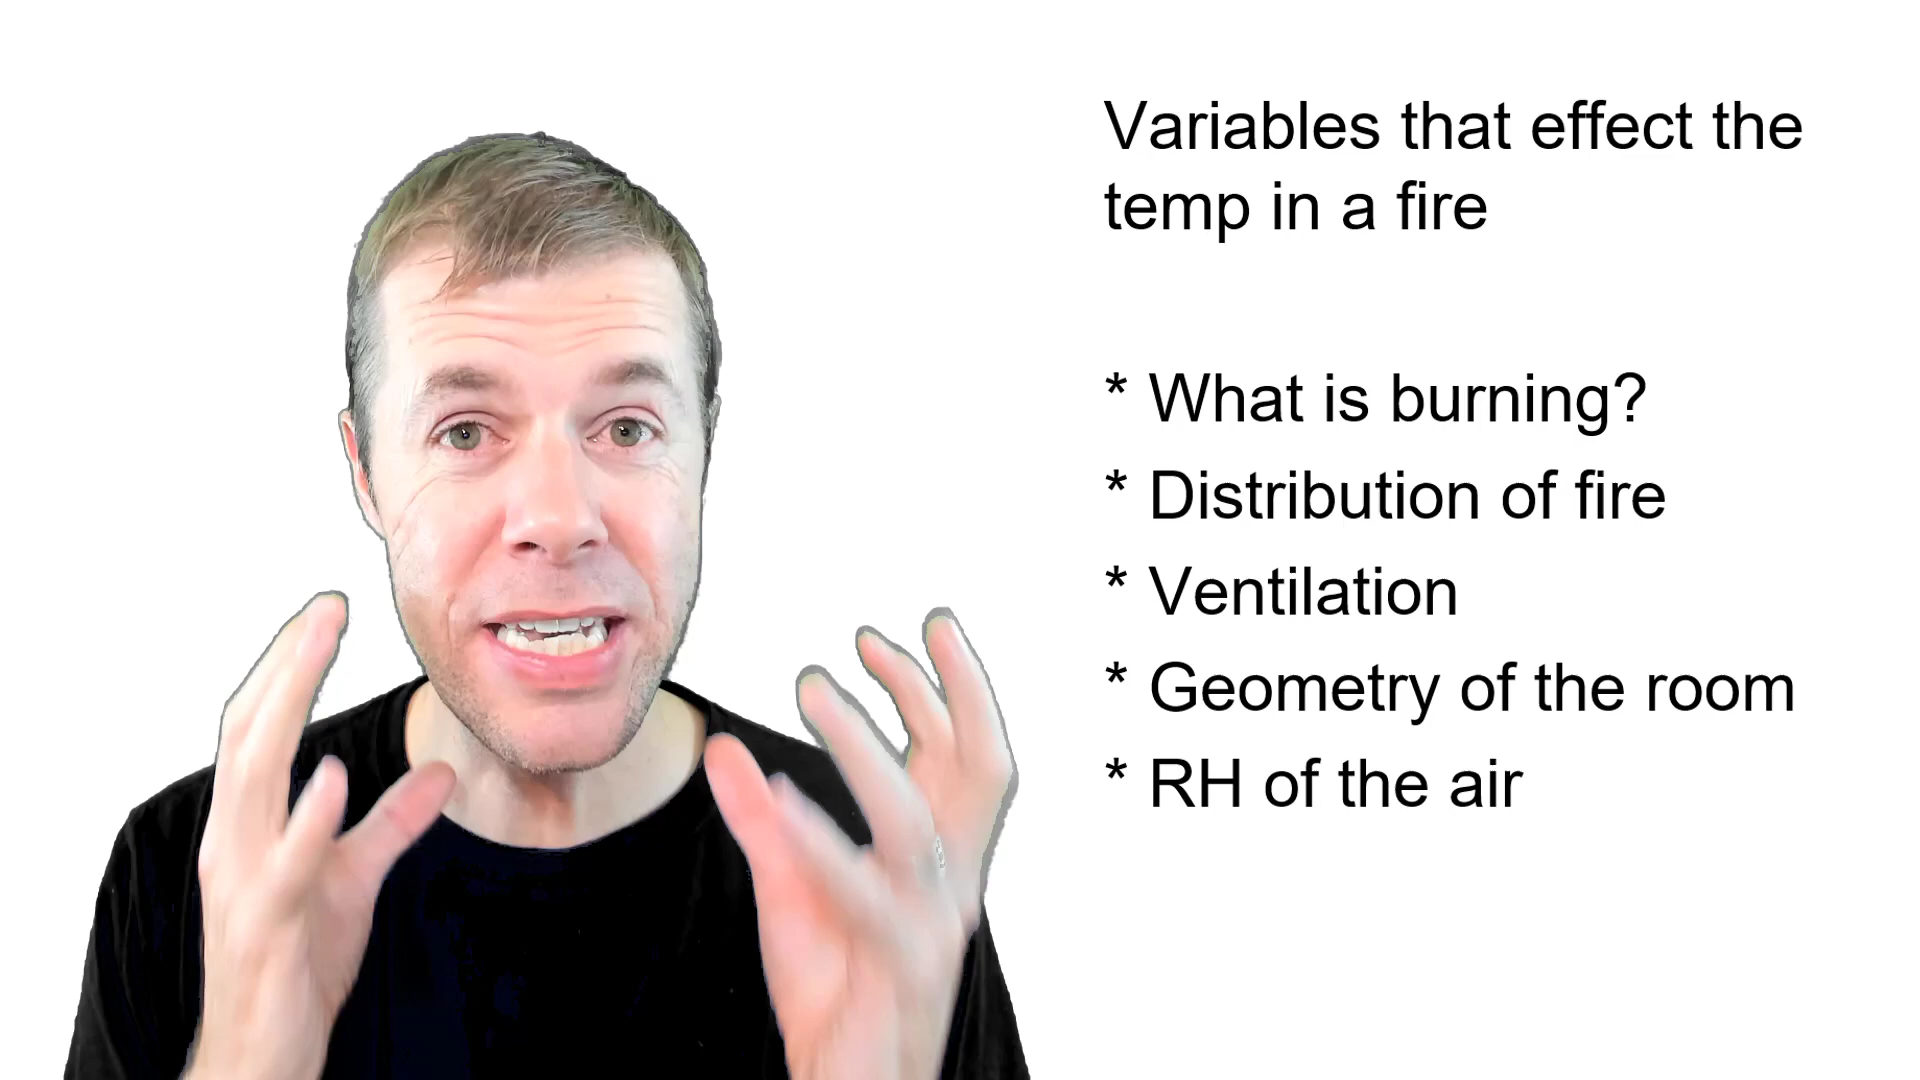 Variables that effect the
temp in a fire
* What is burning?
* Distribution of fire
* Ventilation
* Geometry of the room
* RH of the air